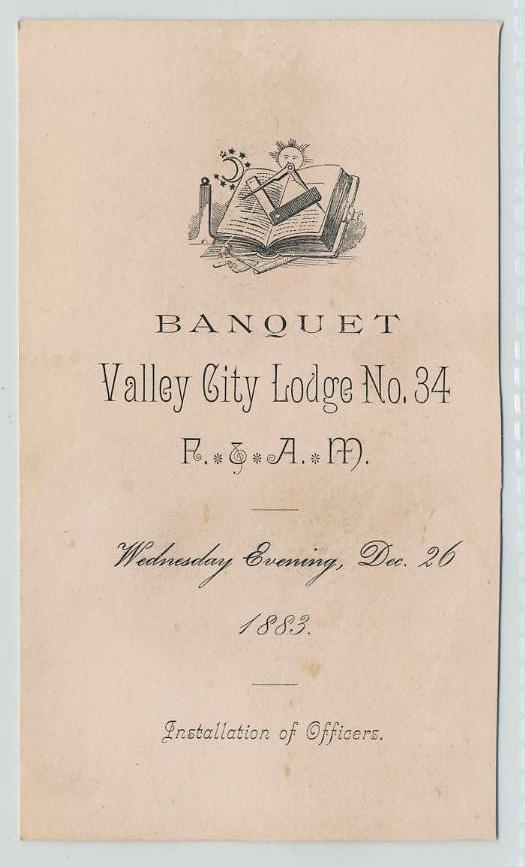 BANQUET
Valley City Lodge No. 34
F. & A. M.
Wednesday Evening, Dec. 26
1883.
Installation of Officers.